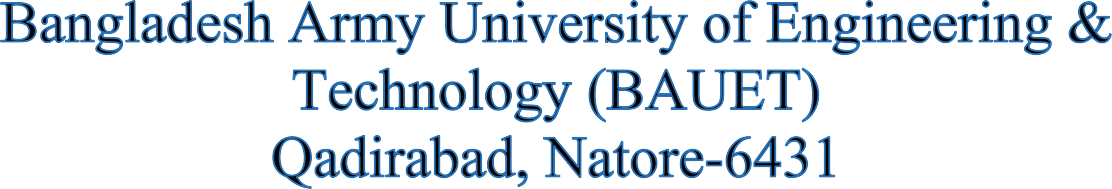 Bangladesh Army University of Engineering &
Technology (BAUET)
Qadirabad, Natore-6431